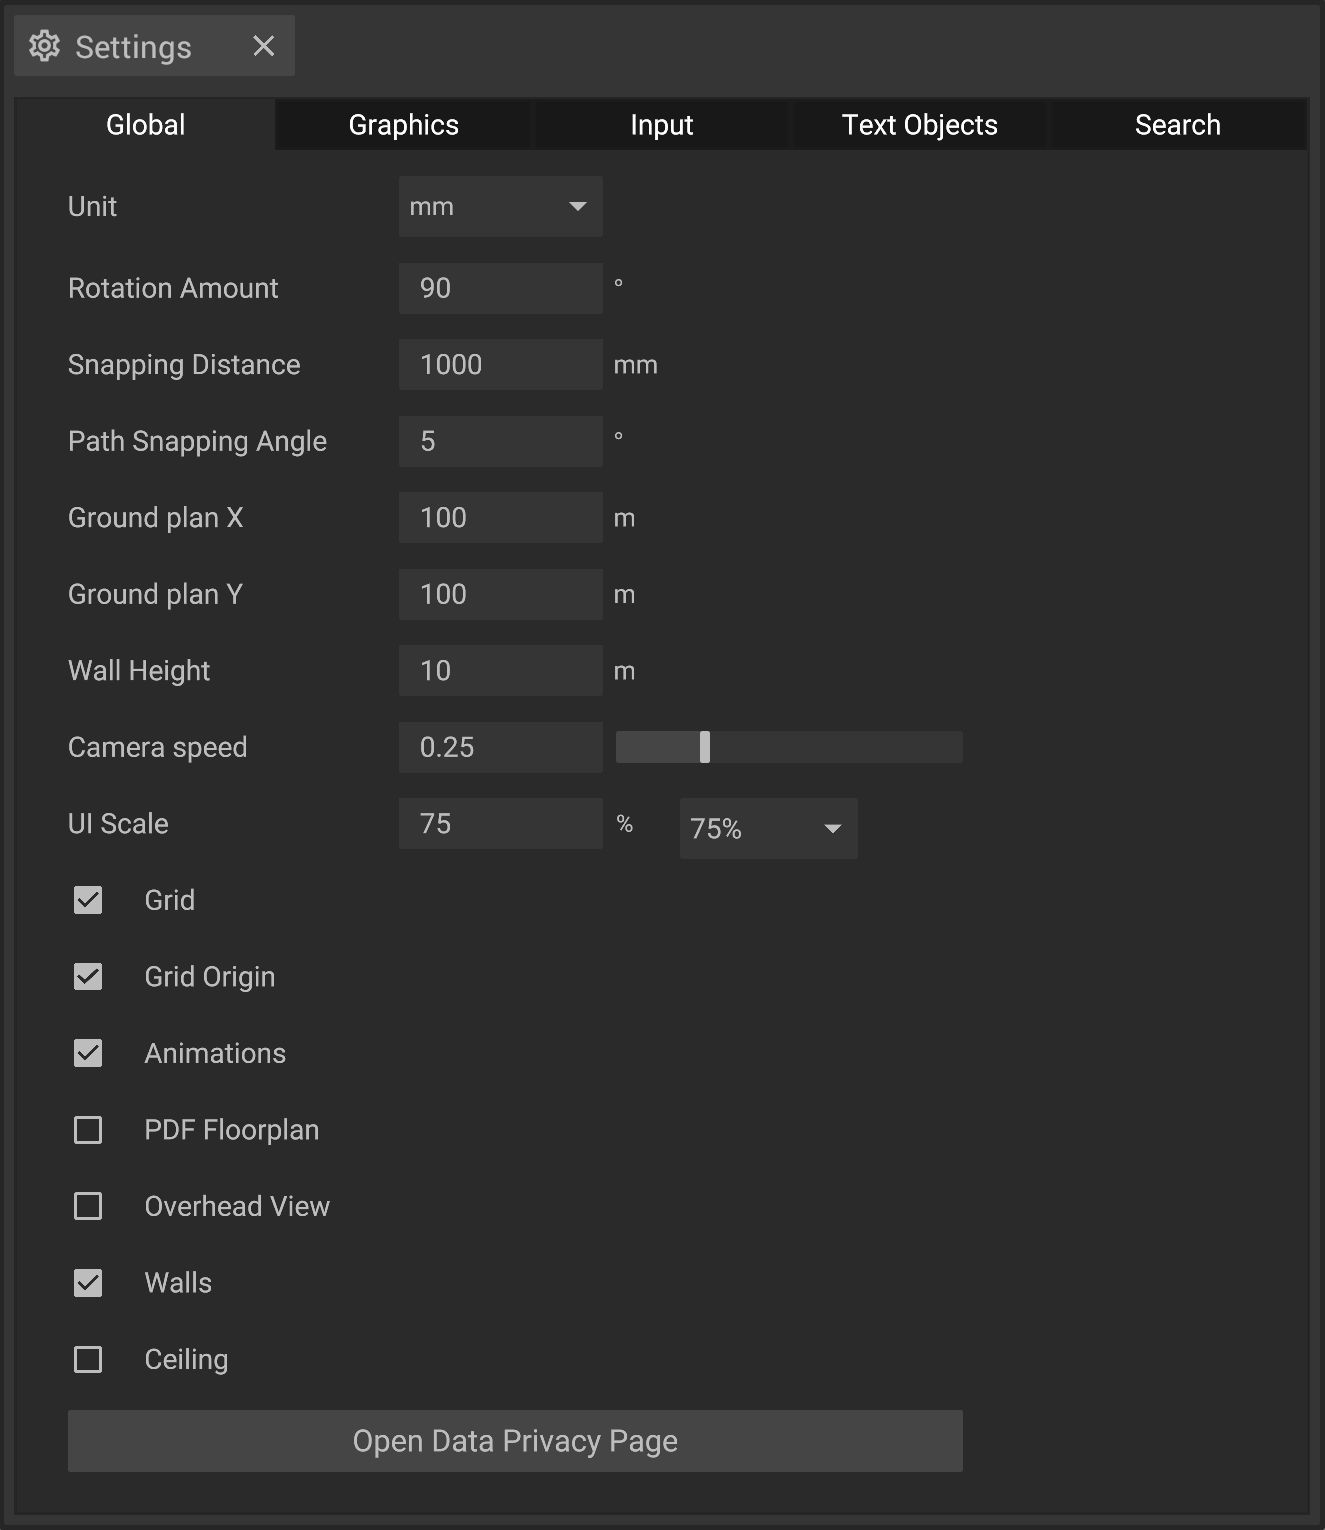 Settings
Global Graphics Input Text Objects Search
Unit mm
Rotation Amount 90 °
Snapping Distance 1000 mm
Path Snapping Angle 5 °
Ground plan X 100 m
Ground plan Y 100 m
Wall Height 10 m
Camera speed 0.25
UI Scale 75 % 75%
Grid
Grid Origin
Animations
PDF Floorplan
Overhead View
Walls
Ceiling
Open Data Privacy Page